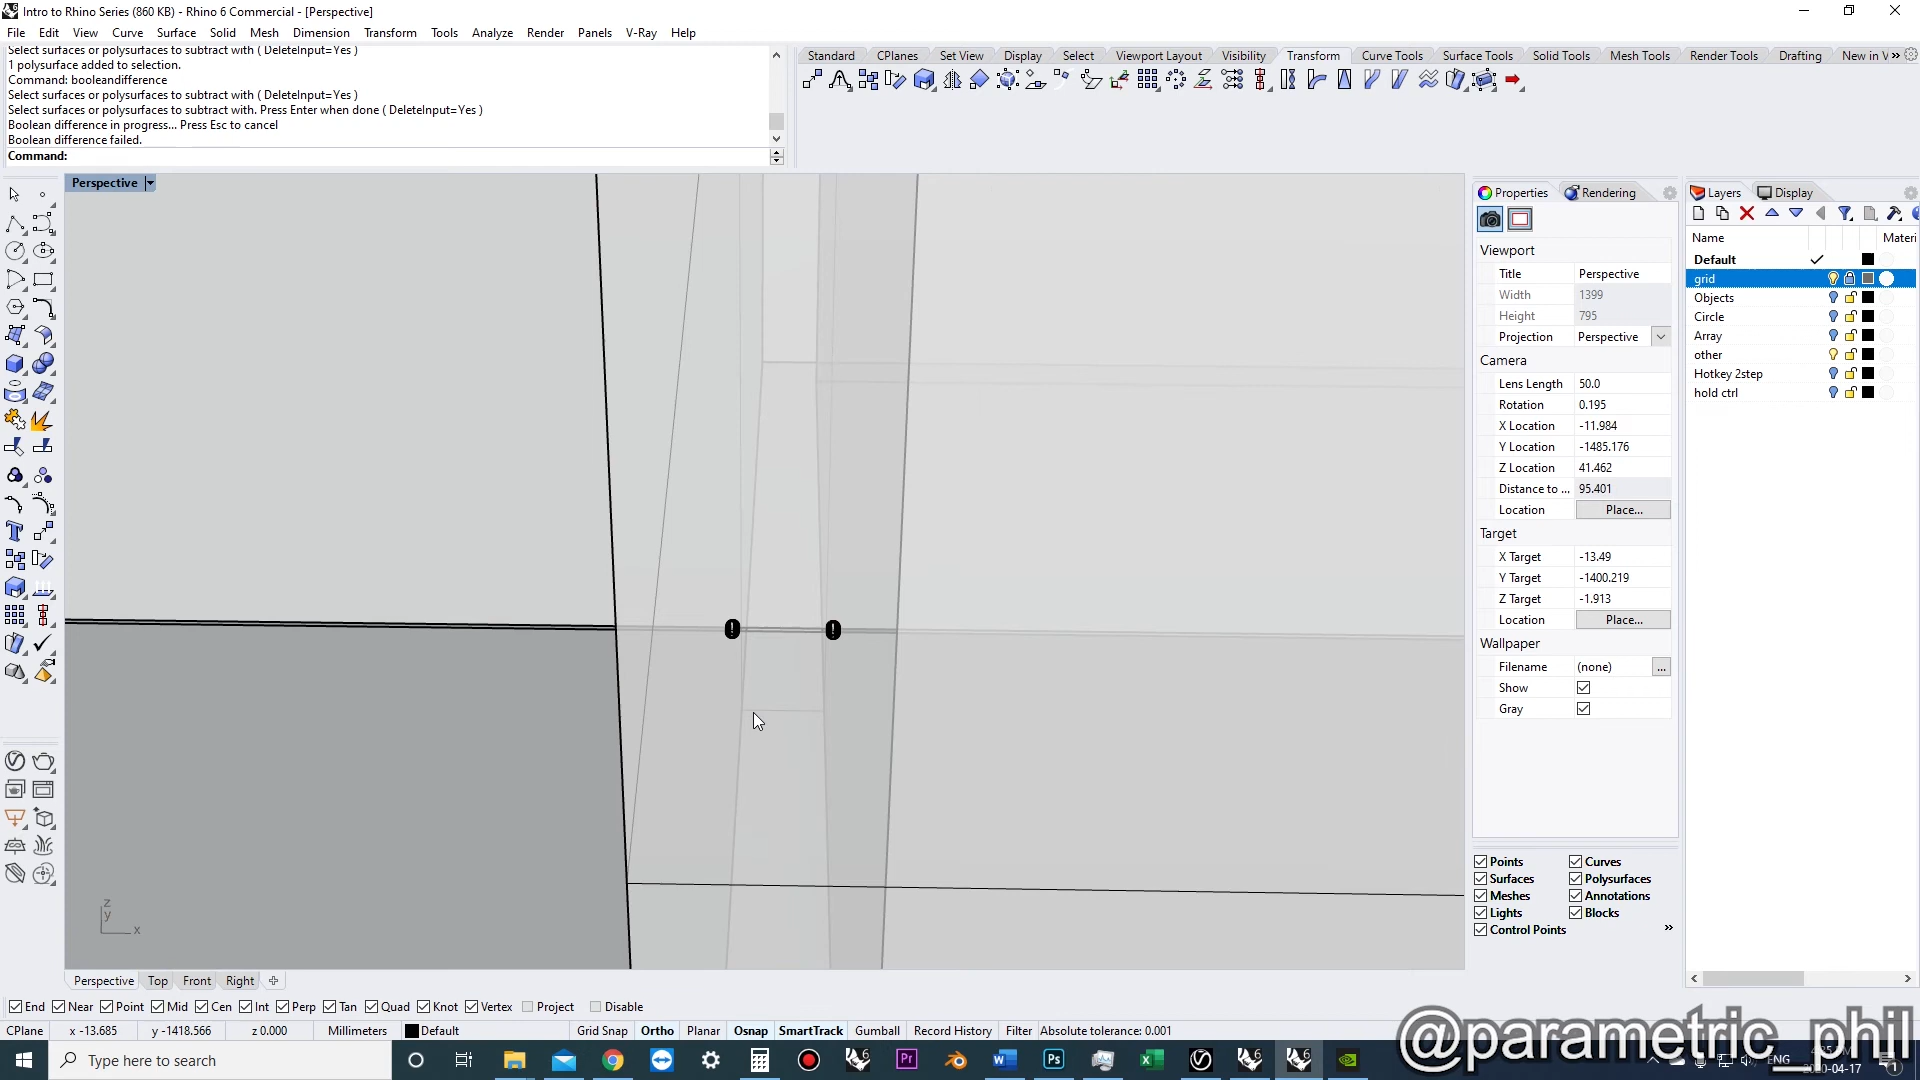 Intro to Rhino Series (860 KB) - Rhino 6 Commercial - [Perspective]
File Edit View Curve Surface Solid Mesh Dimension Transform Tools Analyze Render Panels V-Ray Help
Select surfaces or polysurfaces to subtract with ( DeleteInput=Yes )
1 polysurface added to selection.
Command: booleandifference
Select surfaces or polysurfaces to subtract with ( DeleteInput=Yes )
Select surfaces or polysurfaces to subtract with. Press Enter when done ( DeleteInput=Yes )
Boolean difference in progress... Press Esc to cancel
Boolean difference failed.
Command:
Standard CPlanes Set View Display Select Viewport Layout Visibility Transform Curve Tools Surface Tools Solid Tools Mesh Tools Render Tools Drafting New in V »
Perspective
Properties Rendering
Viewport
Title Perspective
Width 1399
Height 795
Projection Perspective
Camera
Lens Length 50.0
Rotation 0.195
X Location -11.984
Y Location -1485.176
Z Location 41.462
Distance to ... 95.401
Location Place...
Target
X Target -13.49
Y Target -1400.219
Z Target -1.913
Location Place...
Wallpaper
Filename (none) ...
Show
Gray
Points Curves
Surfaces Polysurfaces
Meshes Annotations
Lights Blocks
Control Points »
Layers Display
Name Materi
Default
grid
Objects
Circle
Array
other
Hotkey 2step
hold ctrl
z
y
x
Perspective Top Front Right
End Near Point Mid Cen Int Perp Tan Quad Knot Vertex Project Disable
CPlane x -13.685 y -1418.566 z 0.000 Millimeters Default Grid Snap Ortho Planar Osnap SmartTrack Gumball Record History Filter Absolute tolerance: 0.001
@parametric_phil
Type here to search
ENG